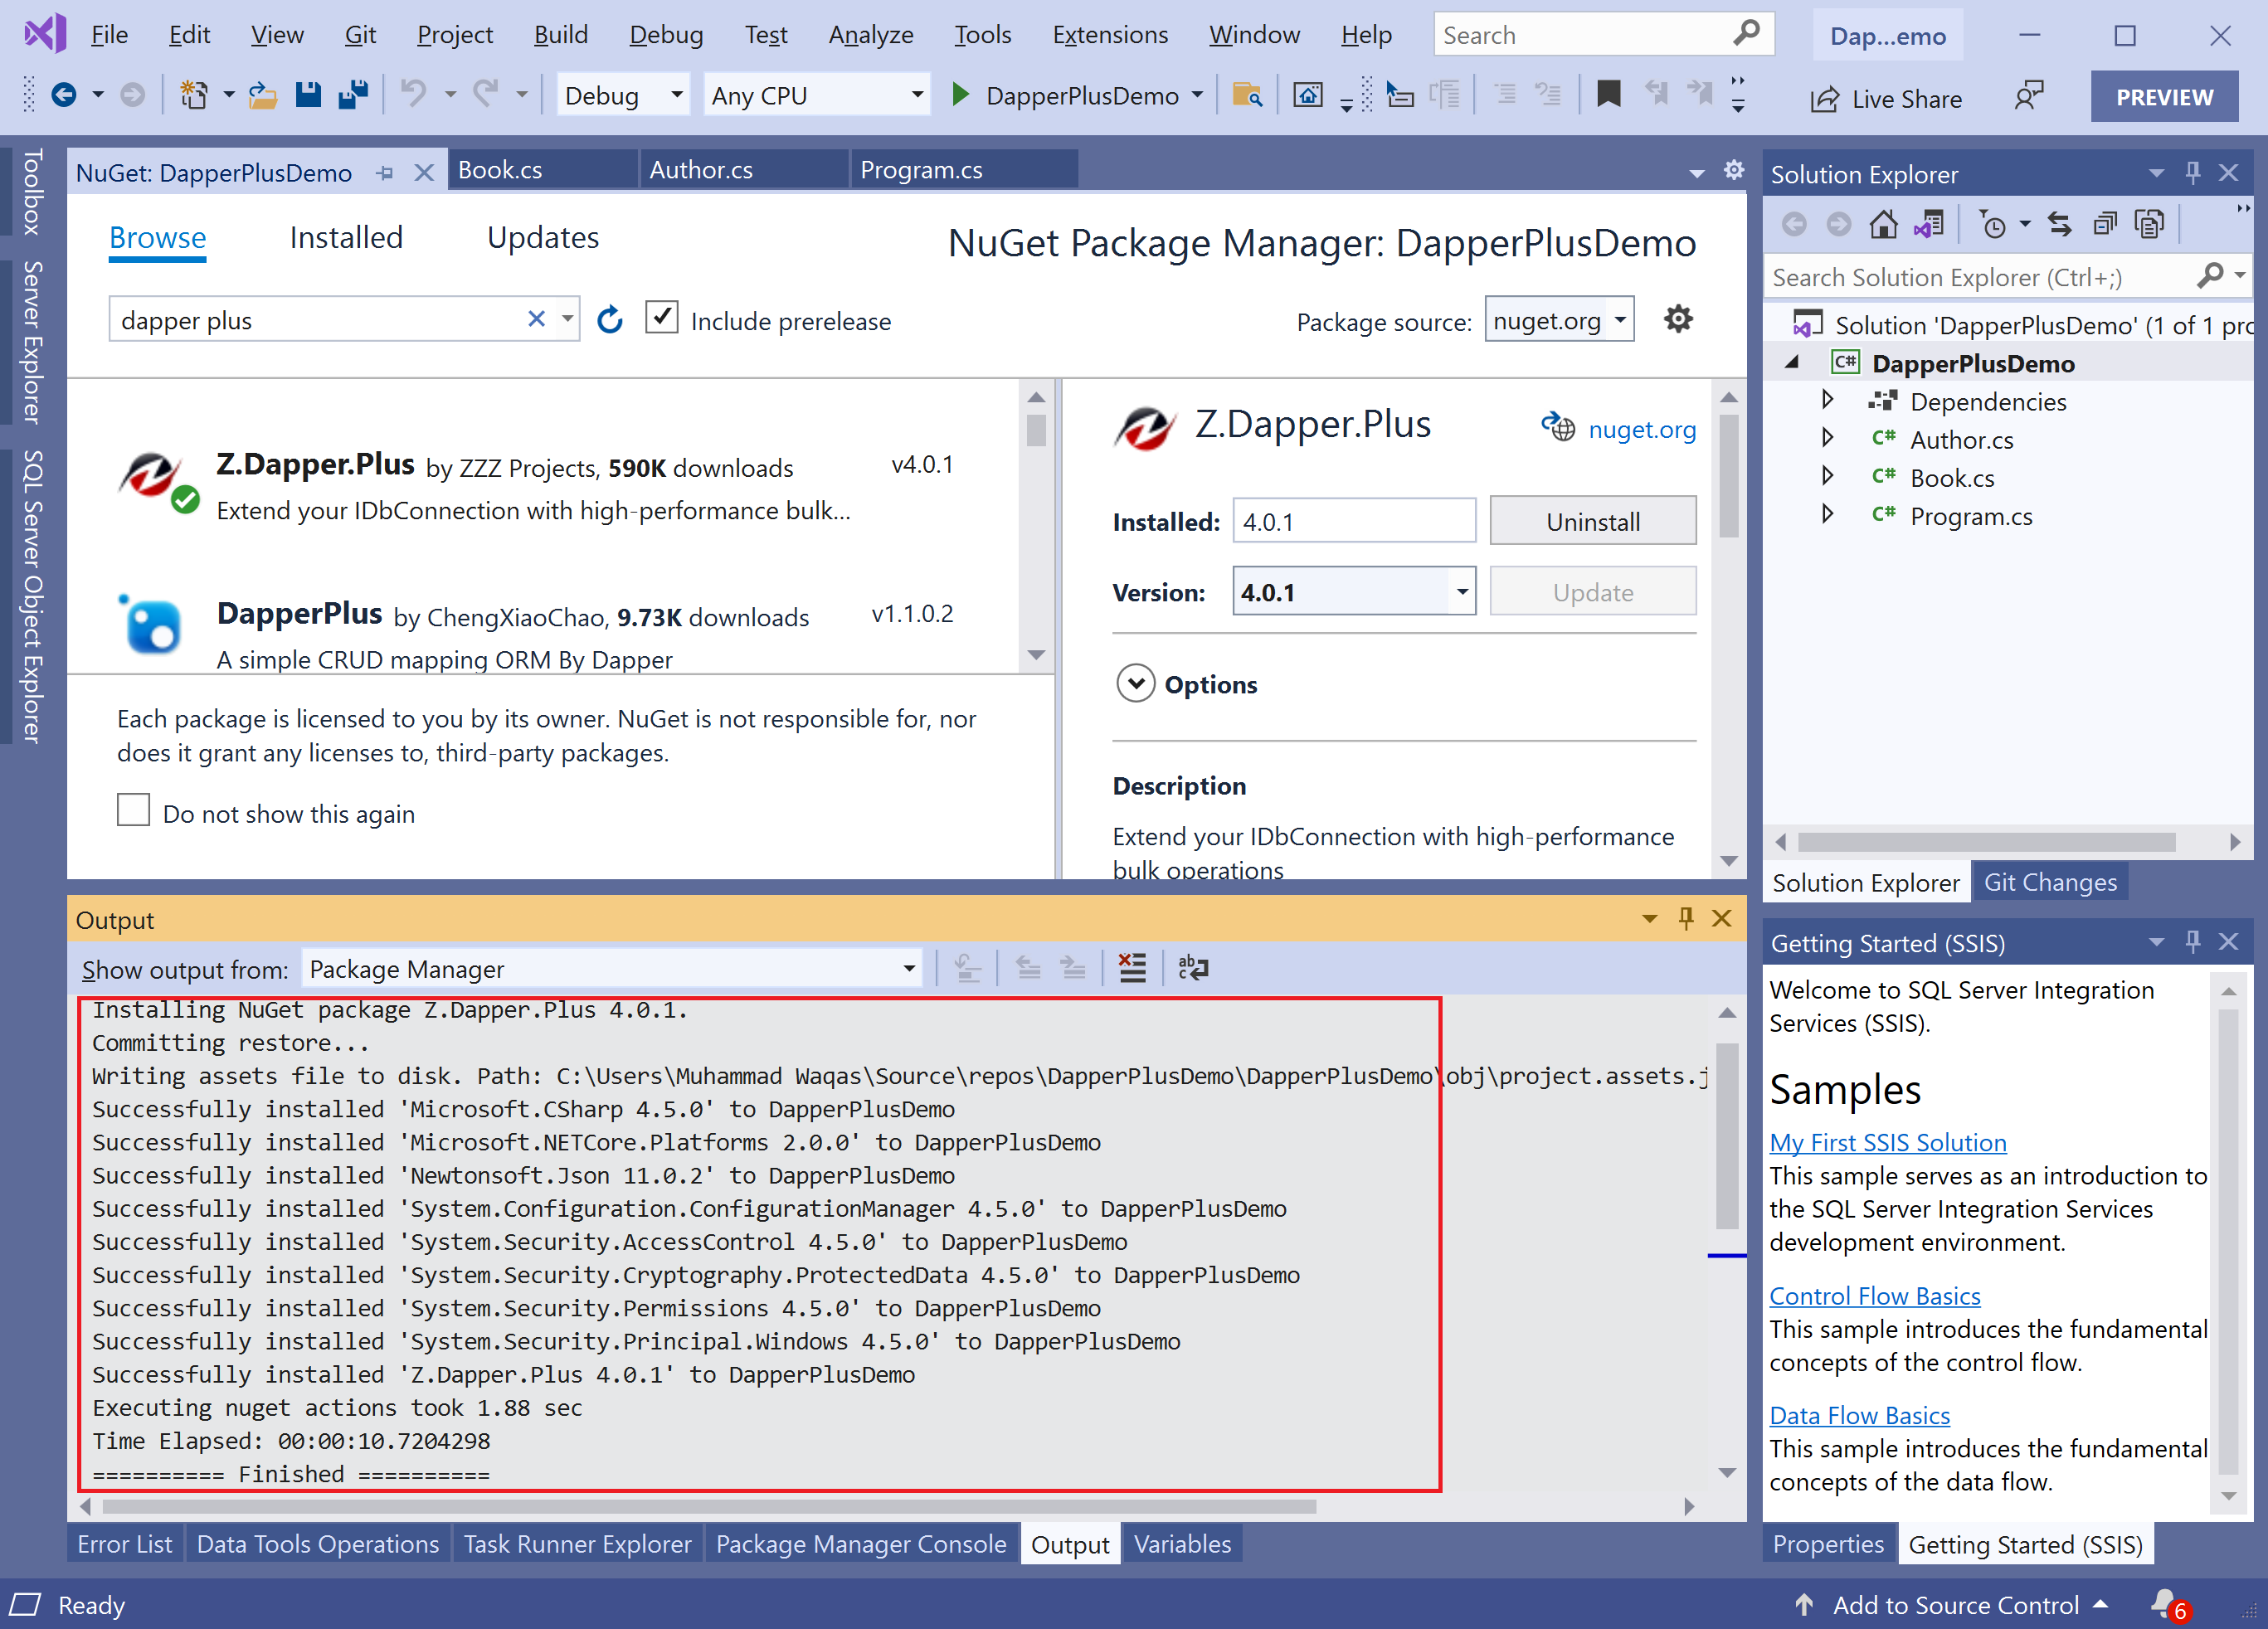 File Edit View Git Project Build Debug Test Analyze Tools Extensions Window Help Search Dap...emo
Debug Any CPU DapperPlusDemo Live Share PREVIEW
Toolbox
Server Explorer
SQL Server Object Explorer
NuGet: DapperPlusDemo Book.cs Author.cs Program.cs
Browse Installed Updates NuGet Package Manager: DapperPlusDemo
dapper plus Include prerelease Package source: nuget.org
Z.Dapper.Plus by ZZZ Projects, 590K downloads v4.0.1
Extend your IDbConnection with high-performance bulk...
DapperPlus by ChengXiaoChao, 9.73K downloads v1.1.0.2
A simple CRUD mapping ORM By Dapper
Each package is licensed to you by its owner. NuGet is not responsible for, nor
does it grant any licenses to, third-party packages.
Do not show this again
Z.Dapper.Plus nuget.org
Installed: 4.0.1 Uninstall
Version: 4.0.1 Update
Options
Description
Extend your IDbConnection with high-performance
bulk operations
Output
Show output from: Package Manager
Installing NuGet package Z.Dapper.Plus 4.0.1.
Committing restore...
Writing assets file to disk. Path: C:\Users\Muhammad Waqas\Source\repos\DapperPlusDemo\DapperPlusDemo\obj\project.assets.j
Successfully installed 'Microsoft.CSharp 4.5.0' to DapperPlusDemo
Successfully installed 'Microsoft.NETCore.Platforms 2.0.0' to DapperPlusDemo
Successfully installed 'Newtonsoft.Json 11.0.2' to DapperPlusDemo
Successfully installed 'System.Configuration.ConfigurationManager 4.5.0' to DapperPlusDemo
Successfully installed 'System.Security.AccessControl 4.5.0' to DapperPlusDemo
Successfully installed 'System.Security.Cryptography.ProtectedData 4.5.0' to DapperPlusDemo
Successfully installed 'System.Security.Permissions 4.5.0' to DapperPlusDemo
Successfully installed 'System.Security.Principal.Windows 4.5.0' to DapperPlusDemo
Successfully installed 'Z.Dapper.Plus 4.0.1' to DapperPlusDemo
Executing nuget actions took 1.88 sec
Time Elapsed: 00:00:10.7204298
========== Finished ==========
Error List Data Tools Operations Task Runner Explorer Package Manager Console Output Variables
Solution Explorer
Search Solution Explorer (Ctrl+;)
Solution 'DapperPlusDemo' (1 of 1 pro
C# DapperPlusDemo
Dependencies
C# Author.cs
C# Book.cs
C# Program.cs
Solution Explorer Git Changes
Getting Started (SSIS)
Welcome to SQL Server Integration
Services (SSIS).
Samples
My First SSIS Solution
This sample serves as an introduction to
the SQL Server Integration Services
development environment.
Control Flow Basics
This sample introduces the fundamental
concepts of the control flow.
Data Flow Basics
This sample introduces the fundamental
concepts of the data flow.
Properties Getting Started (SSIS)
Ready Add to Source Control 6